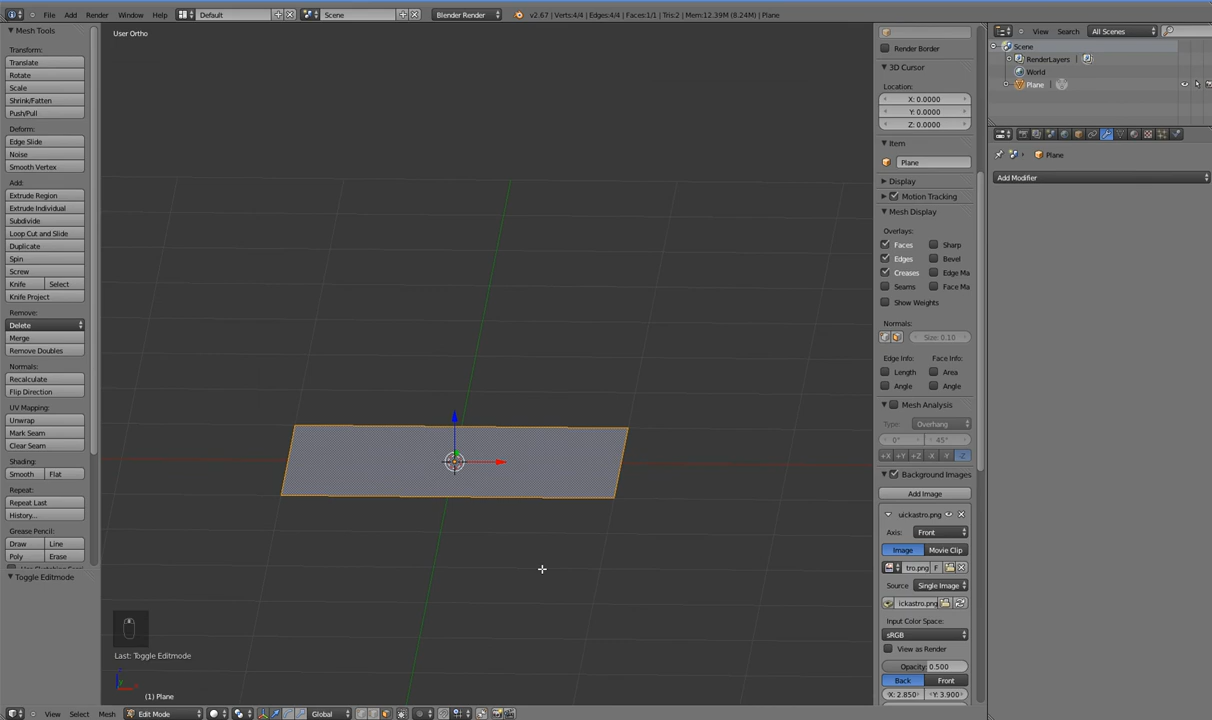 File Add Render Window Help Default Scene Blender Render v2.67 | Verts:4/4 | Edges:4/4 | Faces:1/1 | Tris:2 | Mem:12.39M (8.24M) | Plane
Mesh Tools
Transform:
Translate
Rotate
Scale
Shrink/Fatten
Push/Pull
Deform:
Edge Slide
Noise
Smooth Vertex
Add:
Extrude Region
Extrude Individual
Subdivide
Loop Cut and Slide
Duplicate
Spin
Screw
Knife Select
Knife Project
Remove:
Delete
Merge
Remove Doubles
Normals:
Recalculate
Flip Direction
UV Mapping:
Unwrap
Mark Seam
Clear Seam
Shading:
Smooth Flat
Repeat:
Repeat Last
History...
Grease Pencil:
Draw Line
Poly Erase
Toggle Editmode
User Ortho
Last: Toggle Editmode
(1) Plane
View Select Mesh Edit Mode Global
Render Border
3D Cursor
Location:
X: 0.0000
Y: 0.0000
Z: 0.0000
Item
Plane
Display
Motion Tracking
Mesh Display
Overlays:
Faces Sharp
Edges Bevel
Creases Edge Ma
Seams Face Ma
Show Weights
Normals:
Size: 0.10
Edge Info: Face Info:
Length Area
Angle Angle
Mesh Analysis
Type: Overhang
0° 45°
+X +Y +Z -X -Y -Z
Background Images
Add Image
uickastro.png
Axis: Front
Image Movie Clip
tro.png F
Source Single Image
ickastro.png
Input Color Space:
sRGB
View as Render
Opacity 0.500
Back Front
X: 2.850 Y: 3.900
View Search All Scenes
Scene
RenderLayers
World
Plane
Plane
Add Modifier